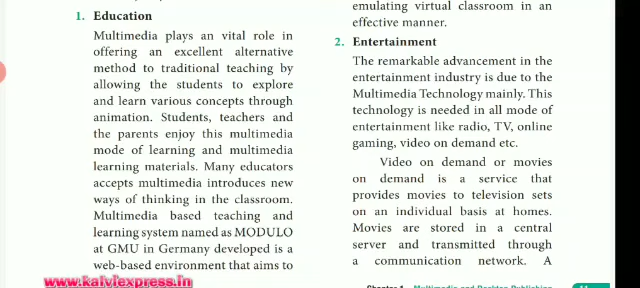 1. Education
Multimedia plays an vital role in
offering an excellent alternative
method to traditional teaching by
allowing the students to explore
and learn various concepts through
animation. Students, teachers and
the parents enjoy this multimedia
mode of learning and multimedia
learning materials. Many educators
accepts multimedia introduces new
ways of thinking in the classroom.
Multimedia based teaching and
learning system named as MODULO
at GMU in Germany developed is a
web-based environment that aims to
emulating virtual classroom in an
effective manner.
2. Entertainment
The remarkable advancement in the
entertainment industry is due to the
Multimedia Technology mainly. This
technology is needed in all mode of
entertainment like radio, TV, online
gaming, video on demand etc.
Video on demand or movies
on demand is a service that
provides movies to television sets
on an individual basis at homes.
Movies are stored in a central
server and transmitted through
a communication network. A
www.kalviexpress.in
Chapter 1 Multimedia and Desktop Publishing